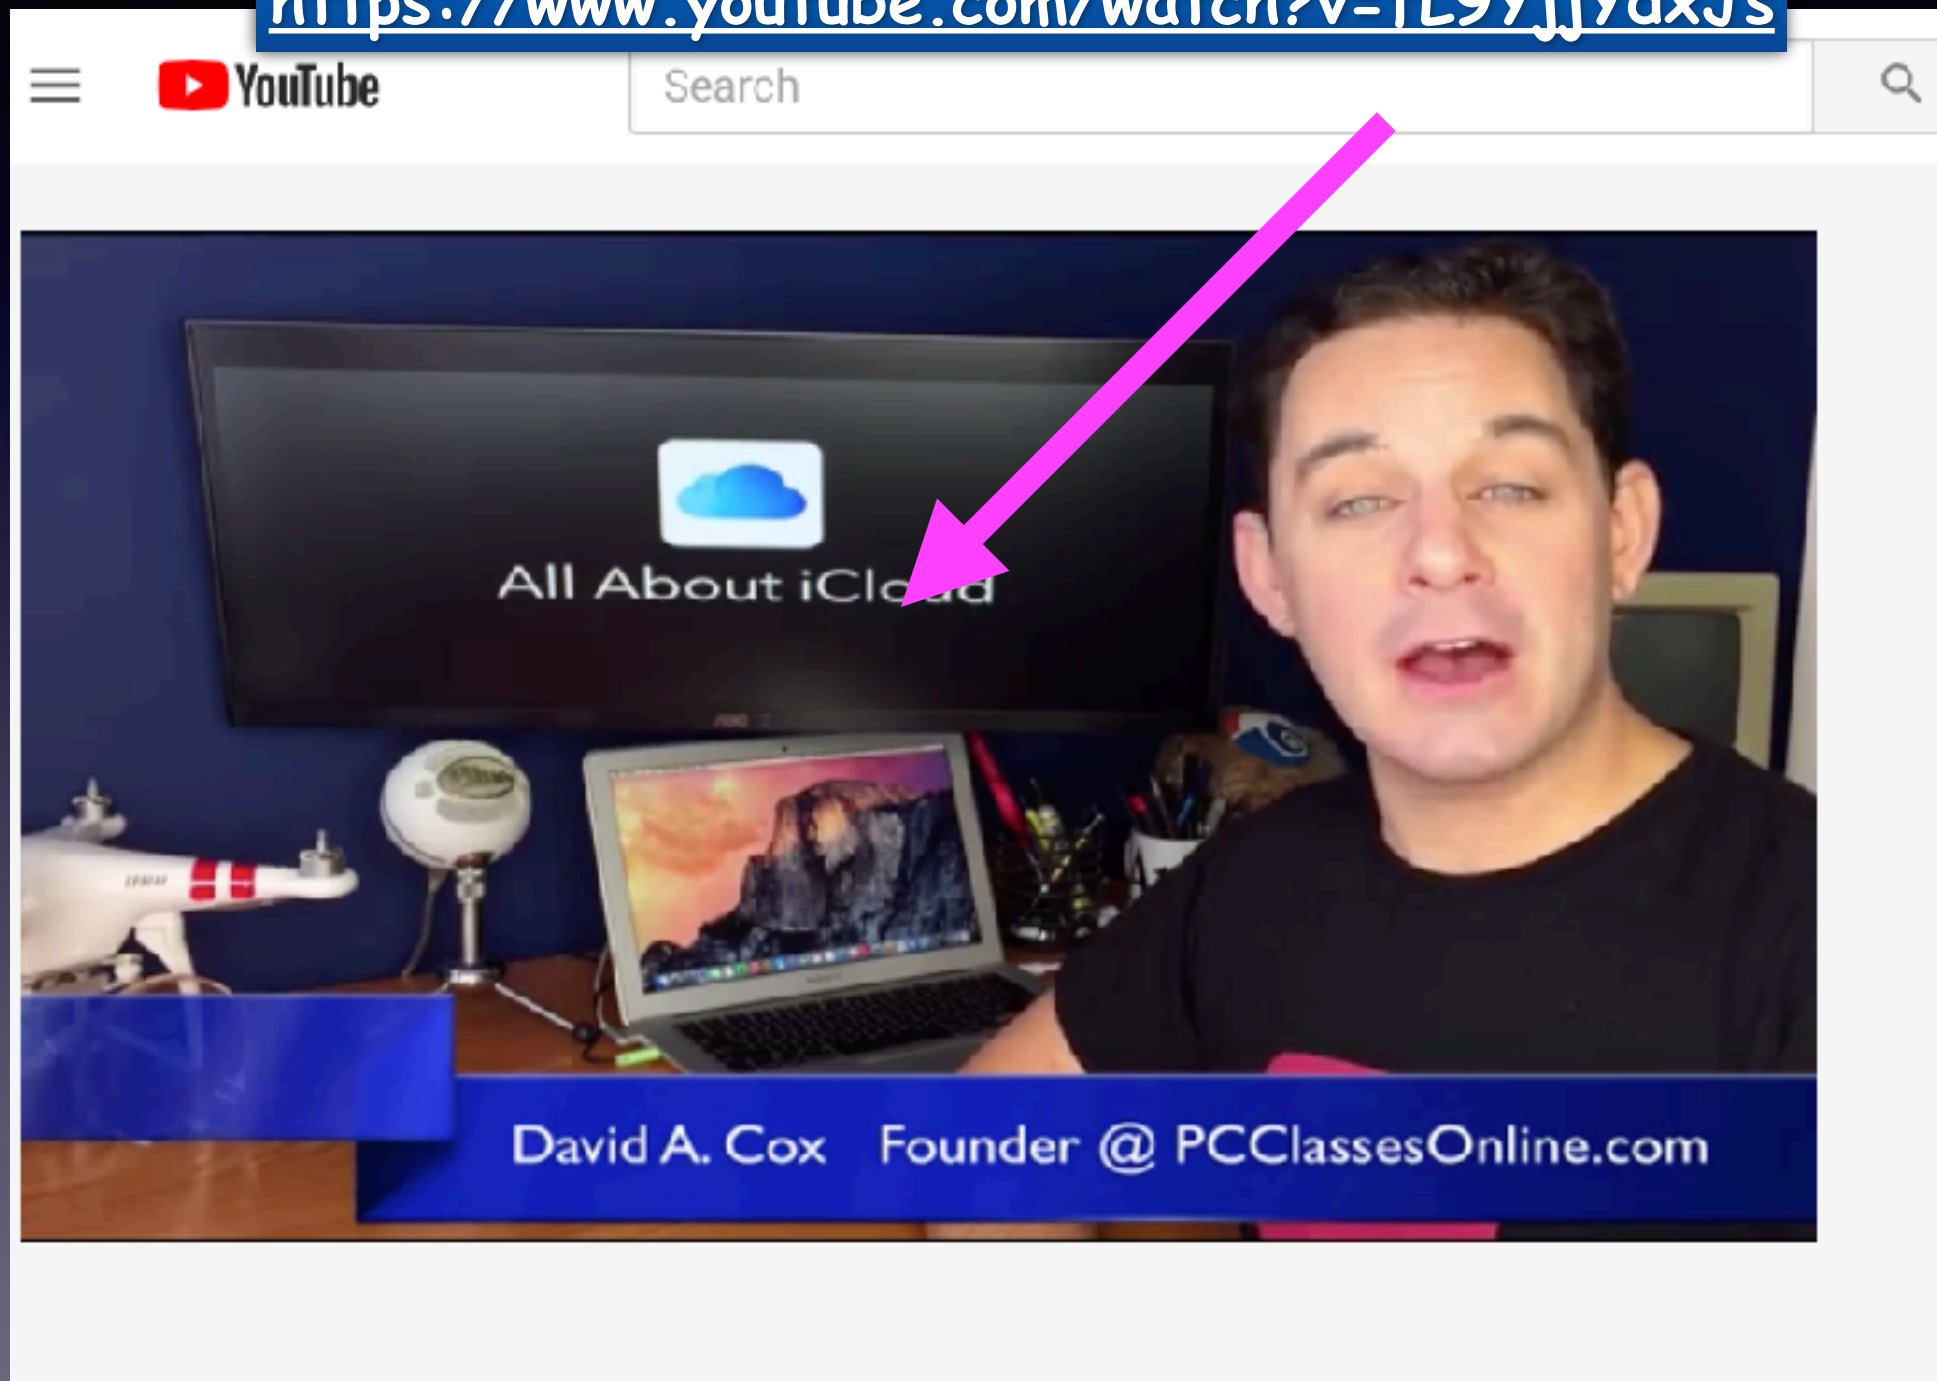 YouTube
Search
All About iCloud
David A. Cox Founder @ PCClassesOnline.com